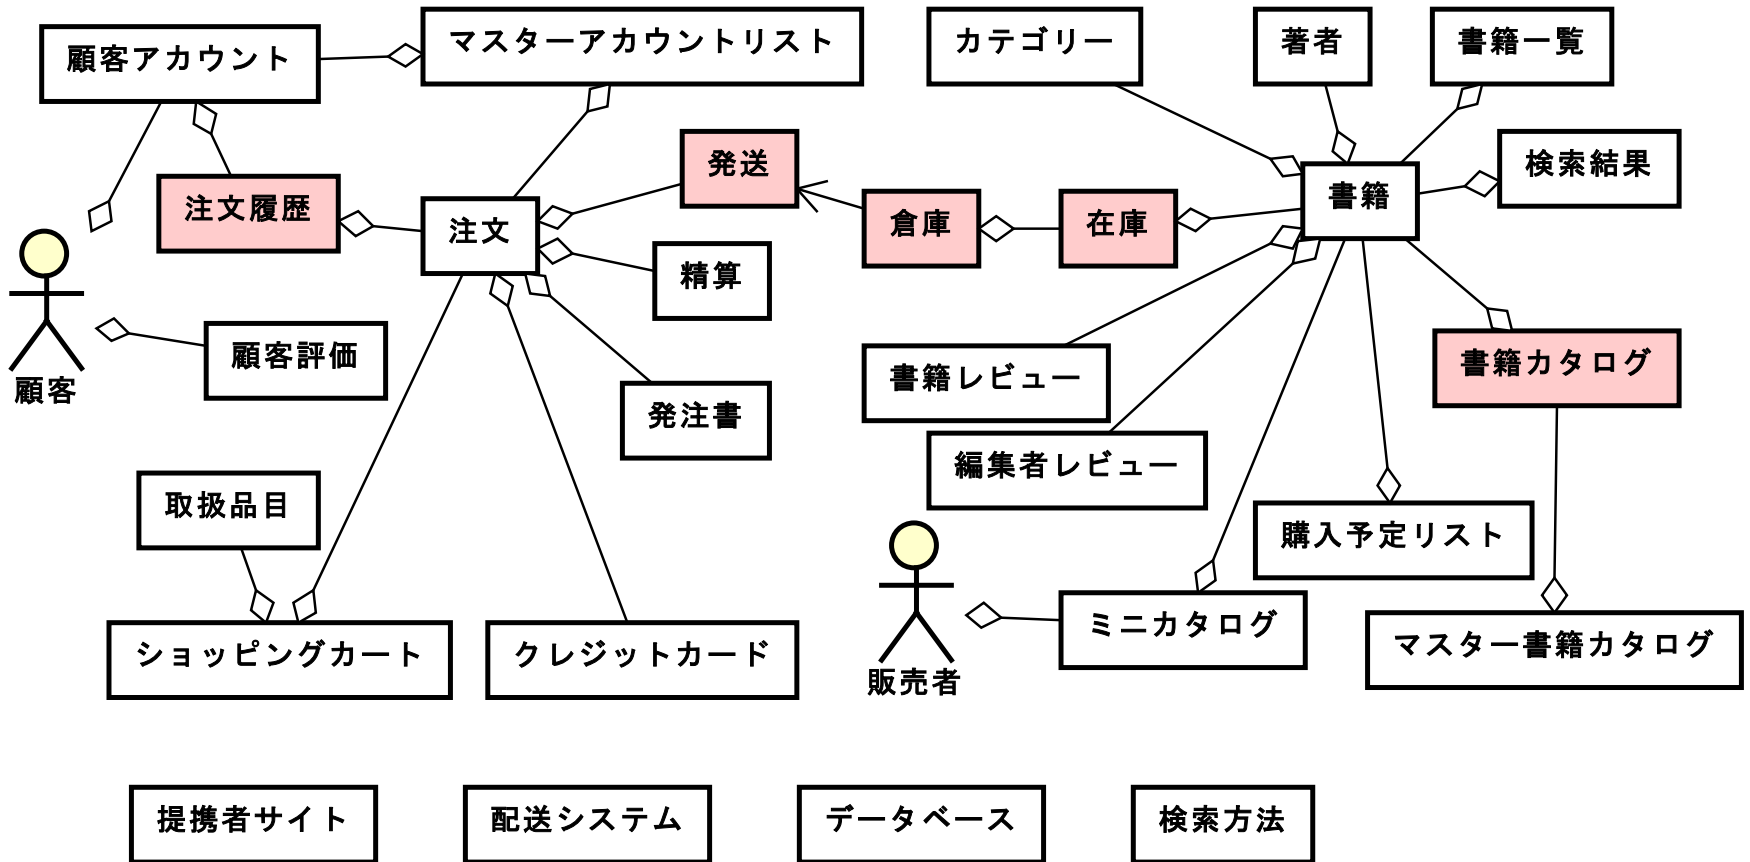 顧客アカウント
マスターアカウントリスト
カテゴリー
著者
書籍一覧
発送
検索結果
注文履歴
注文
倉庫
在庫
書籍
精算
顧客
顧客評価
発注書
書籍レビュー
書籍カタログ
編集者レビュー
取扱品目
購入予定リスト
ショッピングカート
クレジットカード
販売者
ミニカタログ
マスター書籍カタログ
提携者サイト
配送システム
データベース
検索方法